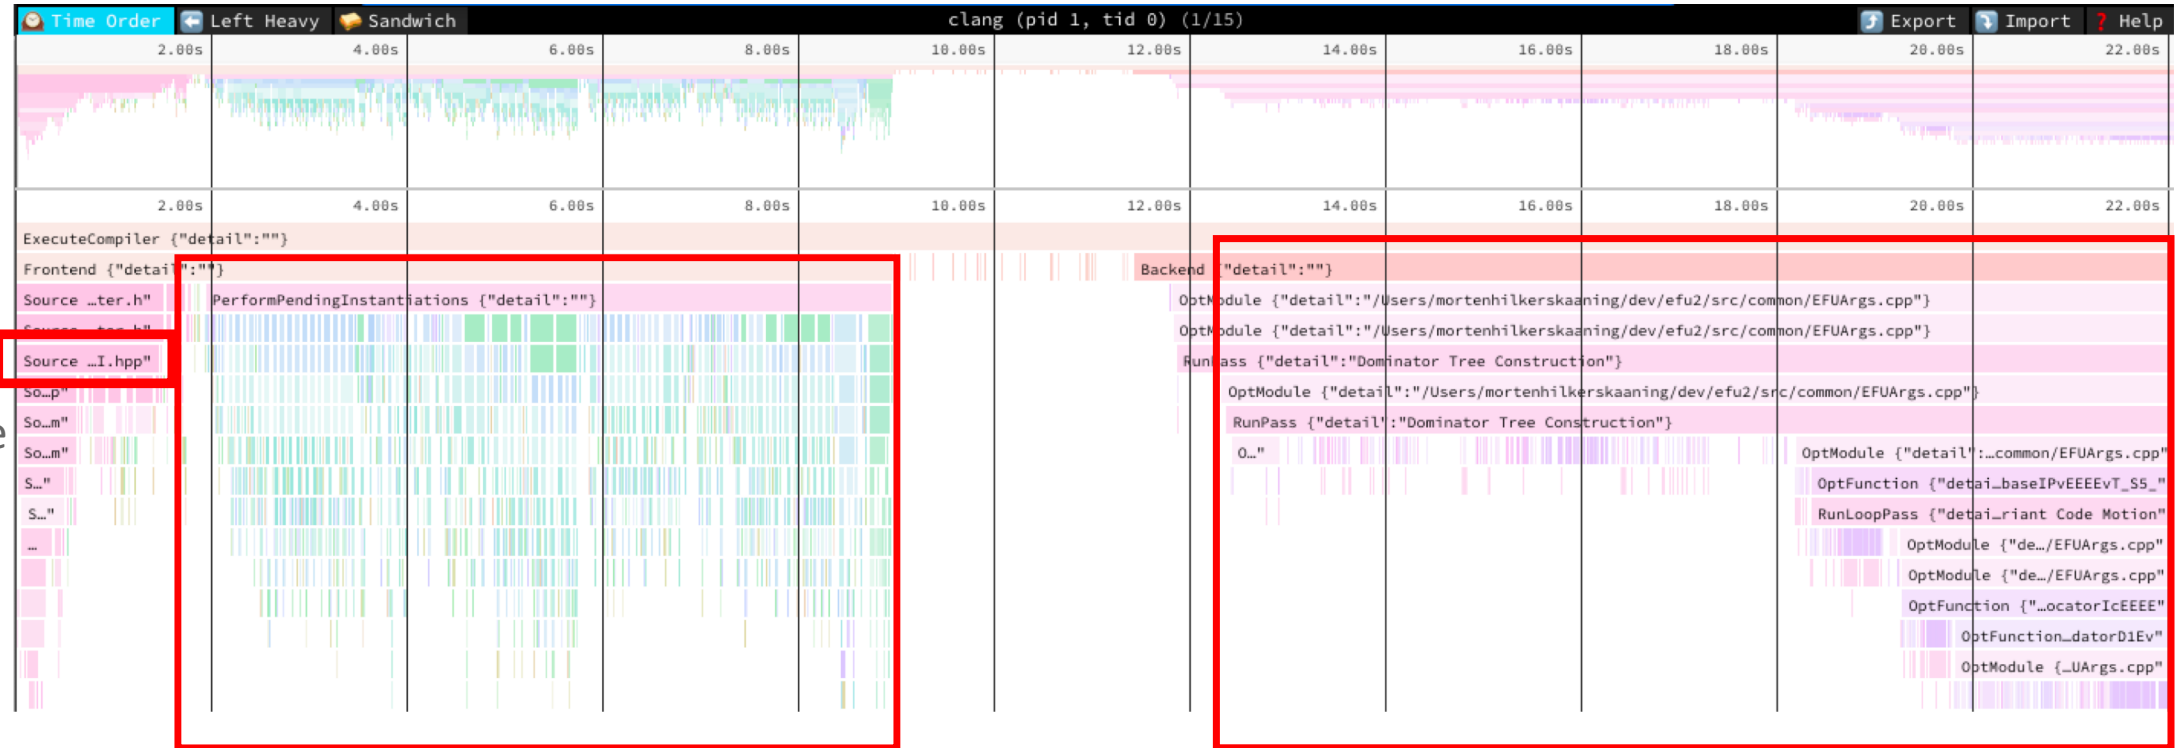 Time Order Left Heavy Sandwich clang (pid 1, tid 0) (1/15) Export Import ? Help
2.00s 4.00s 6.00s 8.00s 10.00s 12.00s 14.00s 16.00s 18.00s 20.00s 22.00s
2.00s 4.00s 6.00s 8.00s 10.00s 12.00s 14.00s 16.00s 18.00s 20.00s 22.00s
ExecuteCompiler {"detail":""}
Frontend {"detail":""} Backend {"detail":""}
Source …ter.h" PerformPendingInstantiations {"detail":""} OptModule {"detail":"/Users/mortenhilkerskaaning/dev/efu2/src/common/EFUArgs.cpp"}
Source …ter.h" OptModule {"detail":"/Users/mortenhilkerskaaning/dev/efu2/src/common/EFUArgs.cpp"}
Source …I.hpp" RunPass {"detail":"Dominator Tree Construction"}
So…p" OptModule {"detail":"/Users/mortenhilkerskaaning/dev/efu2/src/common/EFUArgs.cpp"}
e So…m" RunPass {"detail":"Dominator Tree Construction"}
So…m" O…" OptModule {"detail":…common/EFUArgs.cpp"
S…" OptFunction {"detai…baseIPvEEEEvT_S5_"
S…" RunLoopPass {"detai…riant Code Motion"
… OptModule {"de…/EFUArgs.cpp"
OptModule {"de…/EFUArgs.cpp"
OptFunction {"…ocatorIcEEEE"
OptFunction…datorD1Ev"
OptModule {…UArgs.cpp"